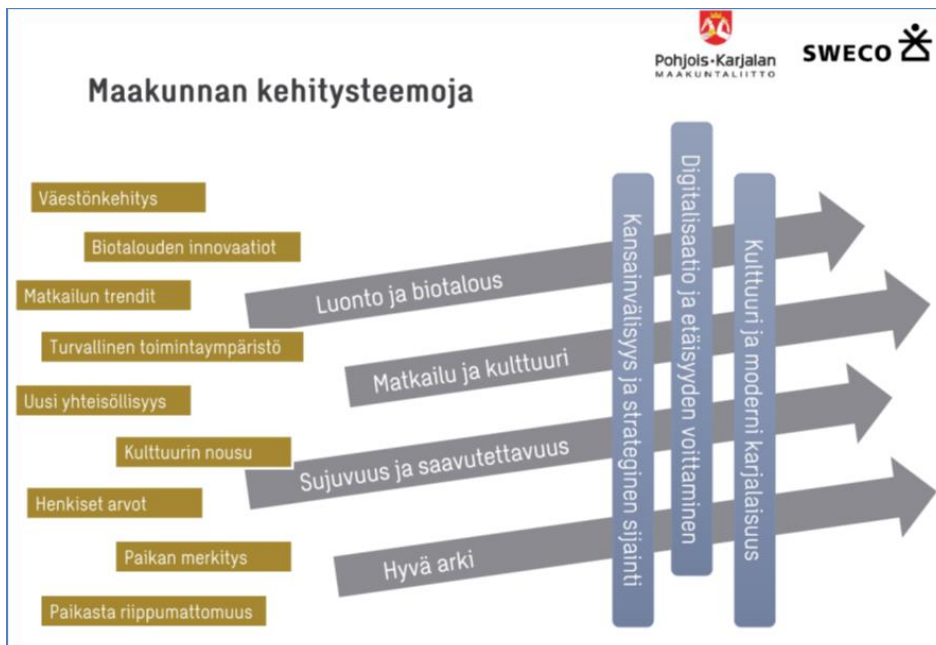 Pohjois-Karjalan
MAAKUNTALIITTO
SWECO
Maakunnan kehitysteemoja
Väestönkehitys
Biotalouden innovaatiot
Matkailun trendit
Turvallinen toimintaympäristö
Uusi yhteisöllisyys
Kulttuurin nousu
Henkiset arvot
Paikan merkitys
Paikasta riippumattomuus
Luonto ja biotalous
Matkailu ja kulttuuri
Sujuvuus ja saavutettavuus
Hyvä arki
Kansainvälisyys ja strateginen sijainti
Digitalisaatio ja etäisyyden voittaminen
Kulttuuri ja moderni karjalaisuus